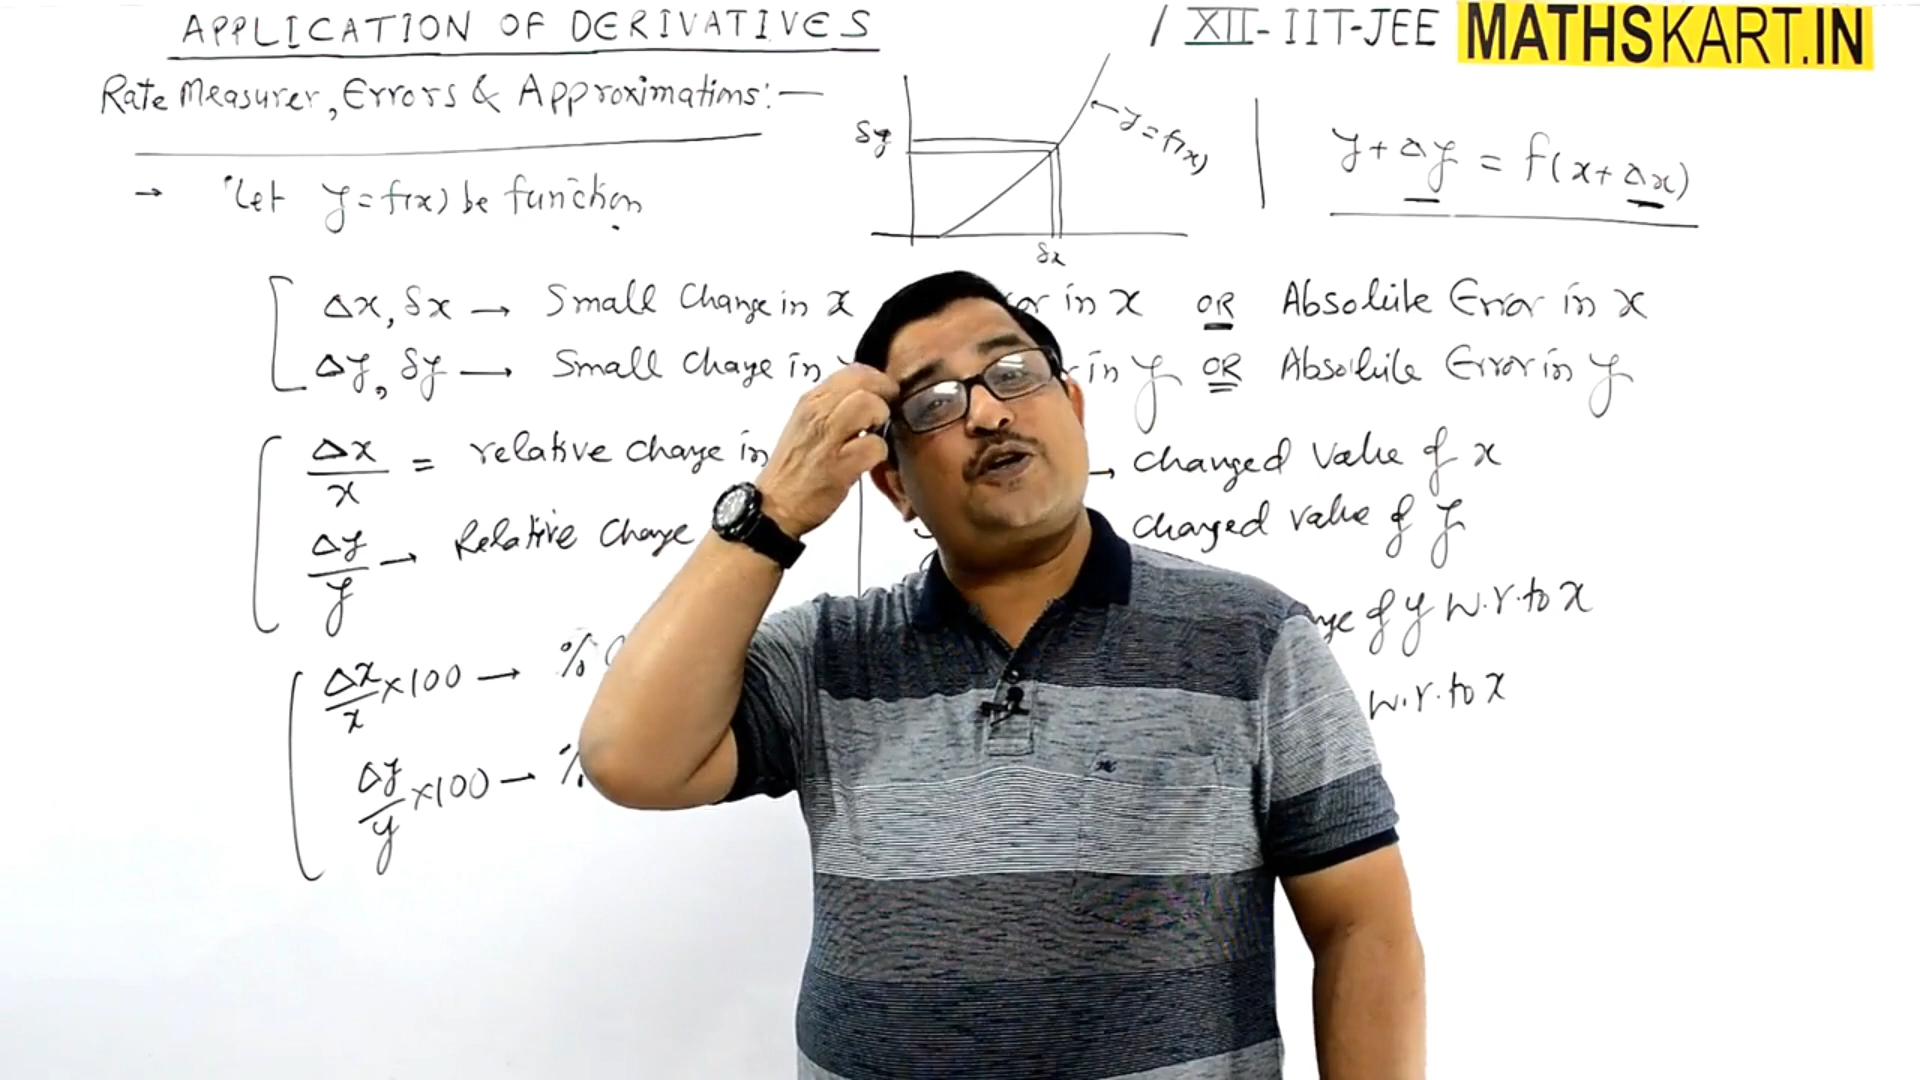 APPLICATION OF DERIVATIVES
/ XII-IIT-JEE MATHSKART.IN
Rate Measurer, Errors & Approximations:—
δy
y=f(x)
δx
y+Δy = f(x+Δx)
→ Let y=f(x) be function
Δx, δx → Small Change in x in x OR Absolute Error in x
Δy, δy → Small Change in in y OR Absolute Error in y
Δx/x = relative change in → changed value of x
Δy/y → Relative Change changed value of y
of y w.r.to x
Δx/x ×100 → %
w.r.to x
Δy/y ×100 → %